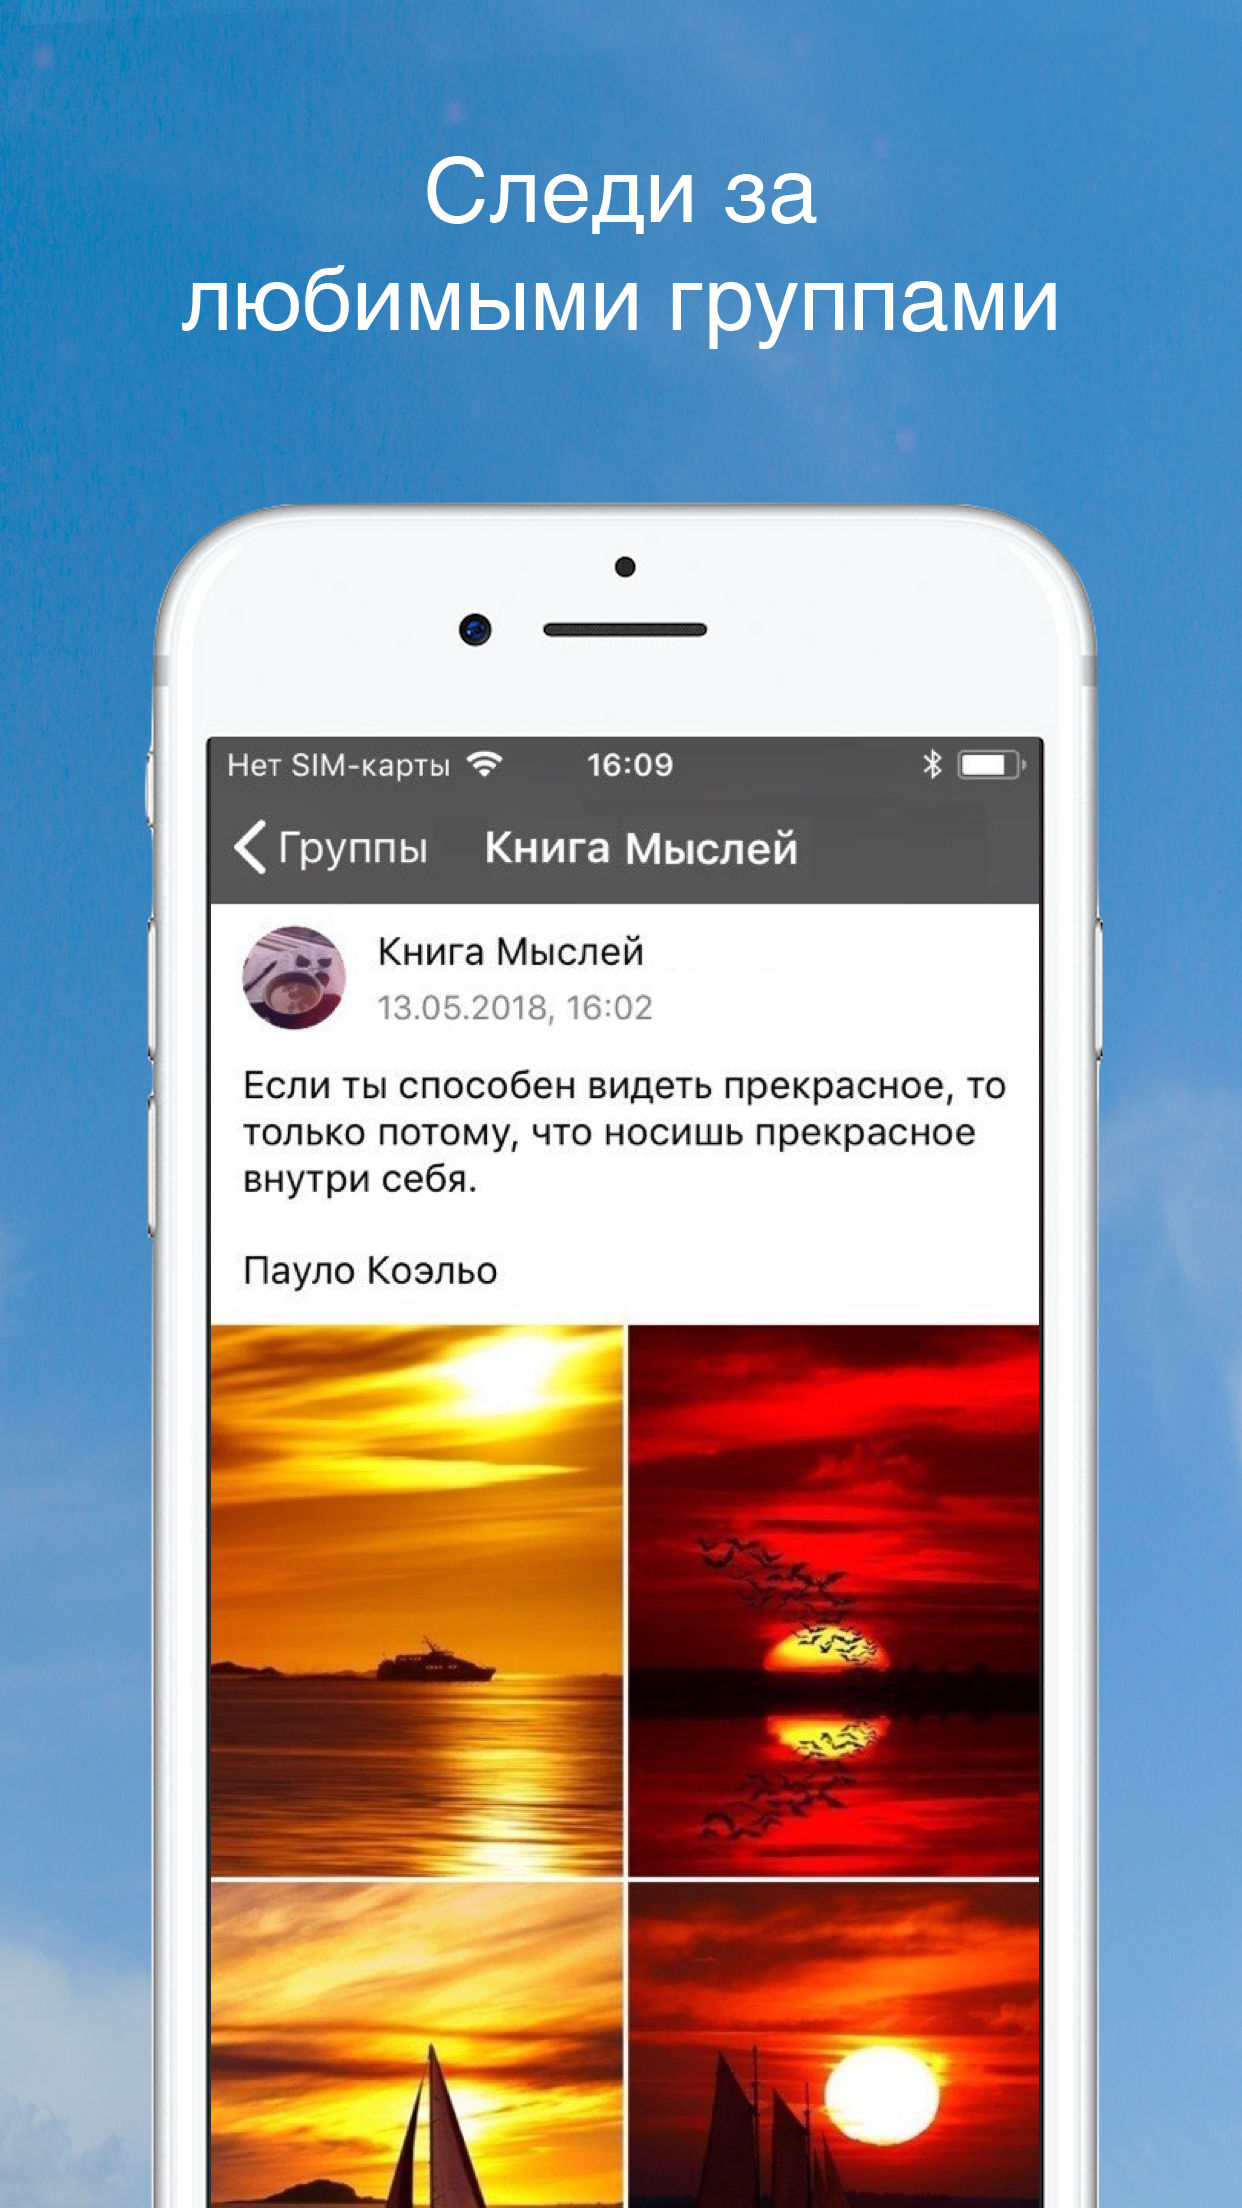 Следи за
любимыми группами
Нет SIM-карты 16:09
Группы Книга Мыслей
Книга Мыслей
13.05.2018, 16:02
Если ты способен видеть прекрасное, то
только потому, что носишь прекрасное
внутри себя.
Пауло Коэльо